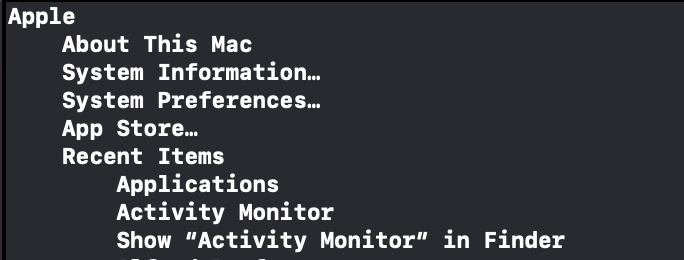 Apple
About This Mac
System Information…
System Preferences…
App Store…
Recent Items
Applications
Activity Monitor
Show “Activity Monitor” in Finder